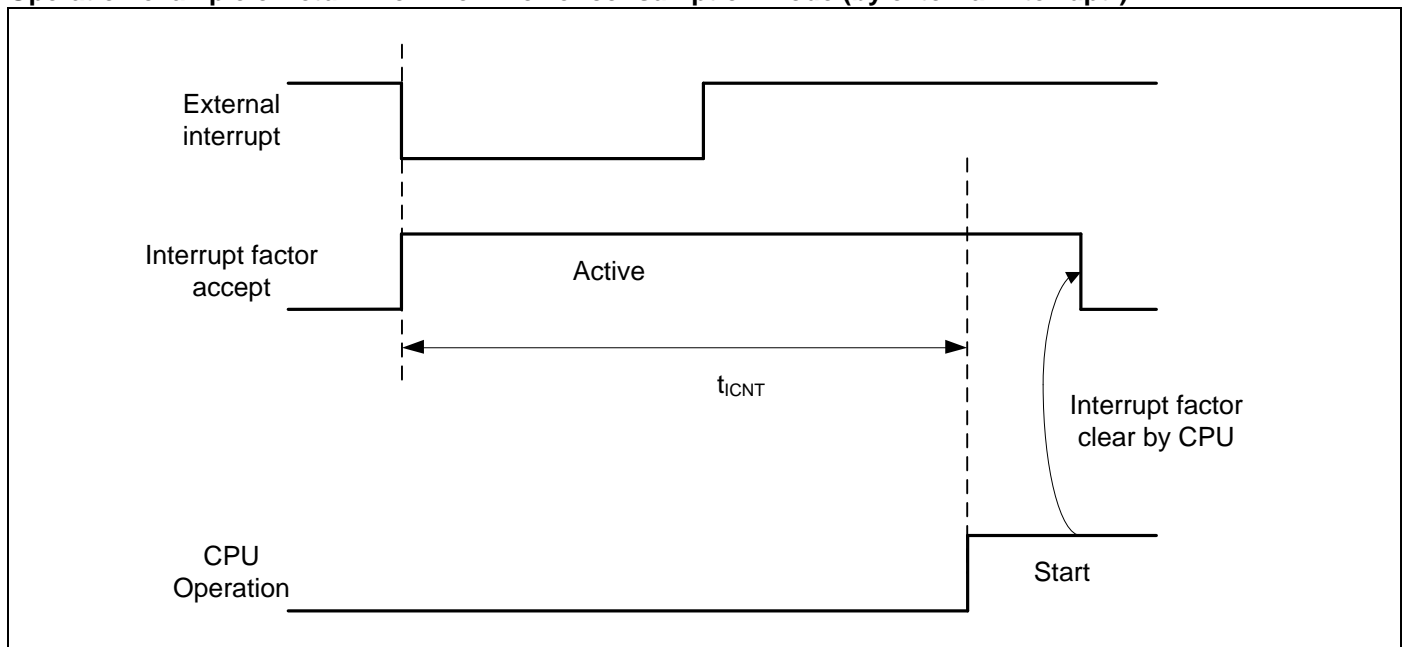 External
interrupt
Interrupt factor
accept
Active
tICNT
Interrupt factor
clear by CPU
CPU
Operation
Start